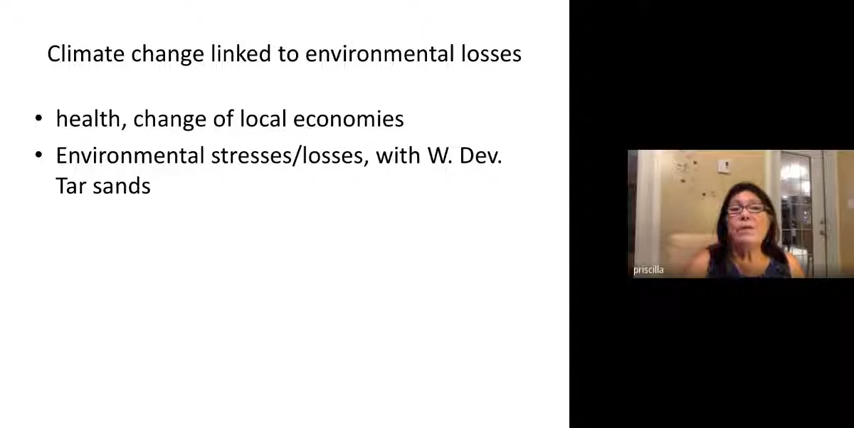 Climate change linked to environmental losses
• health, change of local economies
• Environmental stresses/losses, with W. Dev.
Tar sands
priscilla